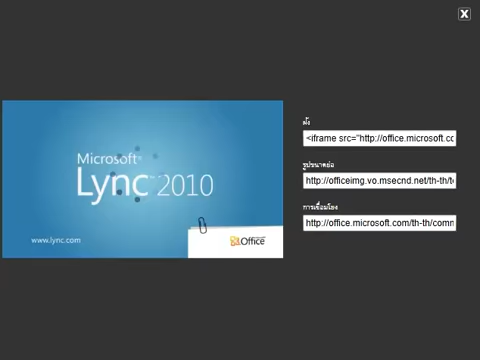 X
Microsoft®
Lync™ 2010
www.lync.com
Office
ฝัง
<iframe src="http://office.microsoft.co
รูปขนาดย่อ
http://officeimg.vo.msecnd.net/th-th/t
การเชื่อมโยง
http://office.microsoft.com/th-th/comm